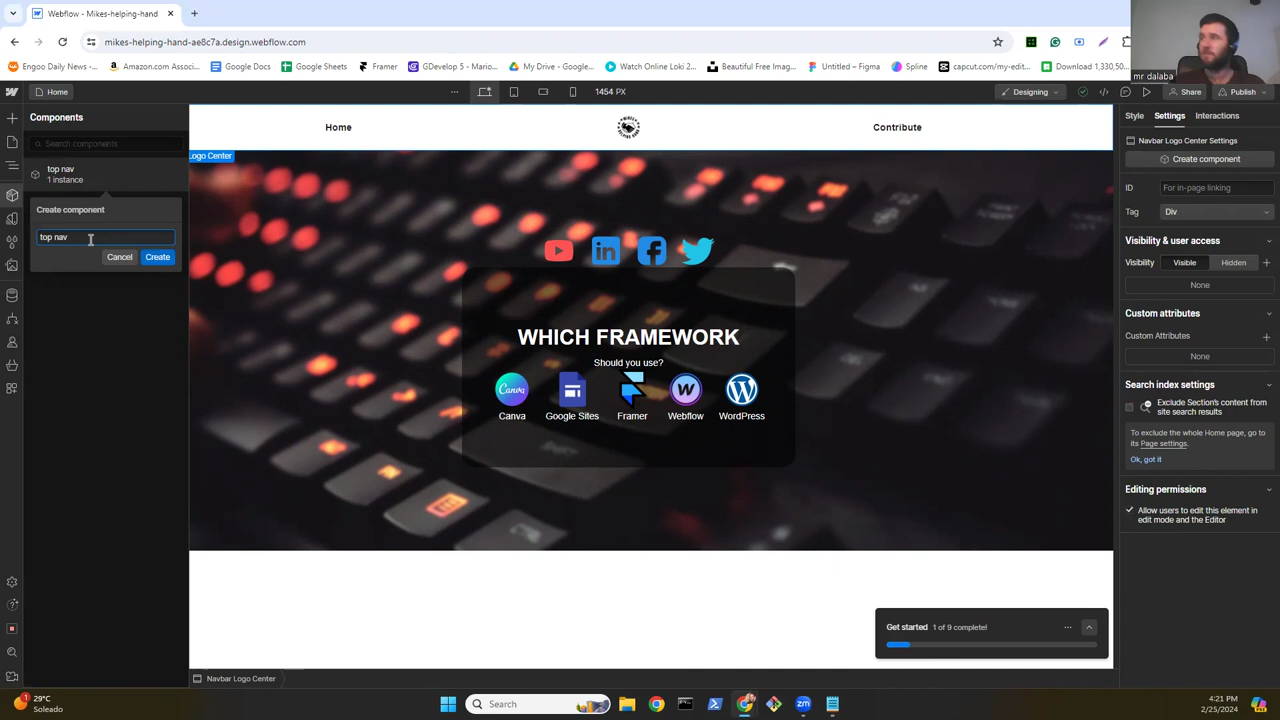 Webflow - Mikes-helping-hand
mikes-helping-hand-ae8c7a.design.webflow.com
Engoo Daily News -...
Amazon.com Associ...
Google Docs
Google Sheets
Framer
GDevelop 5 - Mario...
My Drive - Google...
Watch Online Loki 2...
Beautiful Free Imag...
Untitled – Figma
Spline
capcut.com/my-edit...
Download 1,330,50...
mr dalaba
Home
1454 PX
Designing
Share
Publish
Components
Search components
top nav
1 instance
Create component
top nav
Cancel
Create
Home
Contribute
Logo Center
WHICH FRAMEWORK
Should you use?
Canva
Canva
Google Sites
Framer
Webflow
WordPress
Get started 1 of 9 complete!
Navbar Logo Center
Style
Settings
Interactions
Navbar Logo Center Settings
Create component
ID
For in-page linking
Tag
Div
Visibility & user access
Visibility
Visible
Hidden
None
Custom attributes
Custom Attributes
None
Search index settings
Exclude Section's content from
site search results
To exclude the whole Home page, go to
its Page settings.
Ok, got it
Editing permissions
Allow users to edit this element in
edit mode and the Editor
29°C
Soleado
Search
4:21 PM
2/25/2024